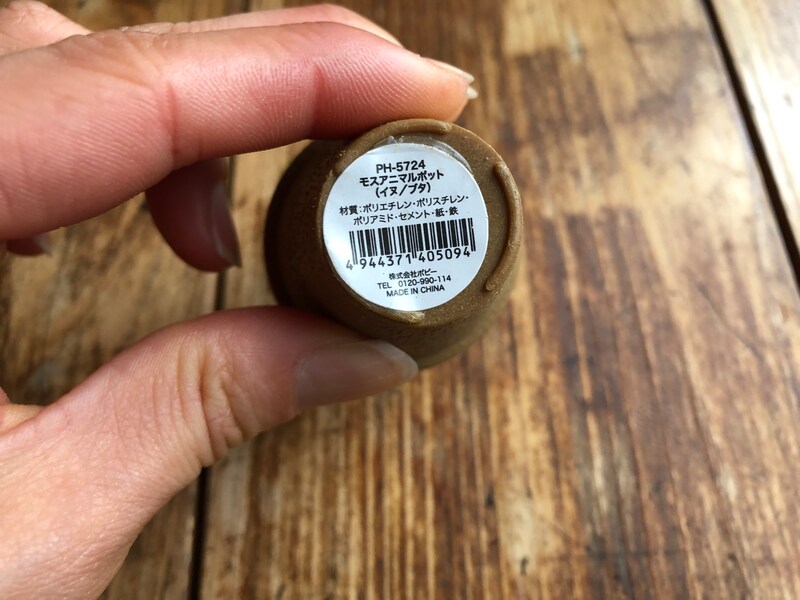 PH-5724
モスアニマルポット
(イヌ/ブタ)
材質:ポリエチレン・ポリスチレン・
ポリアミド・セメント・紙・鉄
4 944371 405094
株式会社ポピー
TEL 0120-990-114
MADE IN CHINA